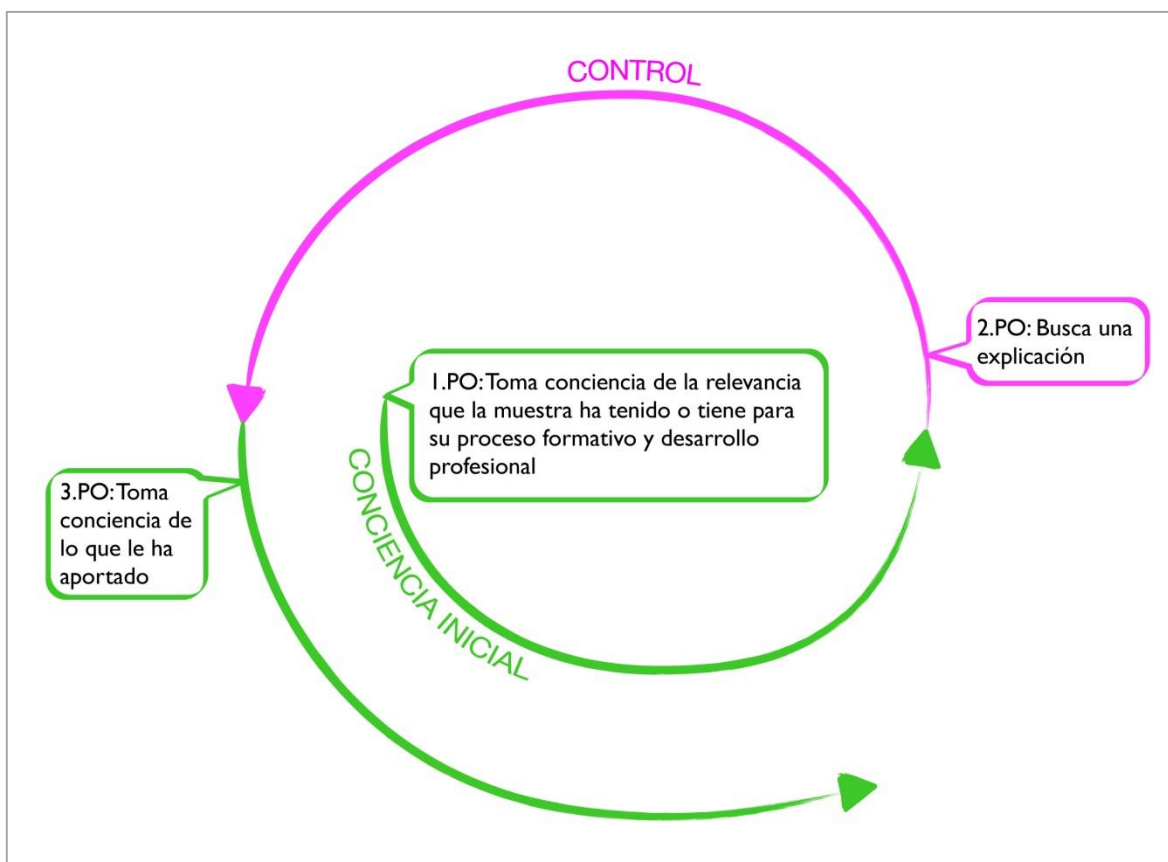 CONTROL
2.PO: Busca una
explicación
1.PO: Toma conciencia de la relevancia
que la muestra ha tenido o tiene para
su proceso formativo y desarrollo
profesional
CONCIENCIA INICIAL
3.PO: Toma
conciencia de
lo que le ha
aportado